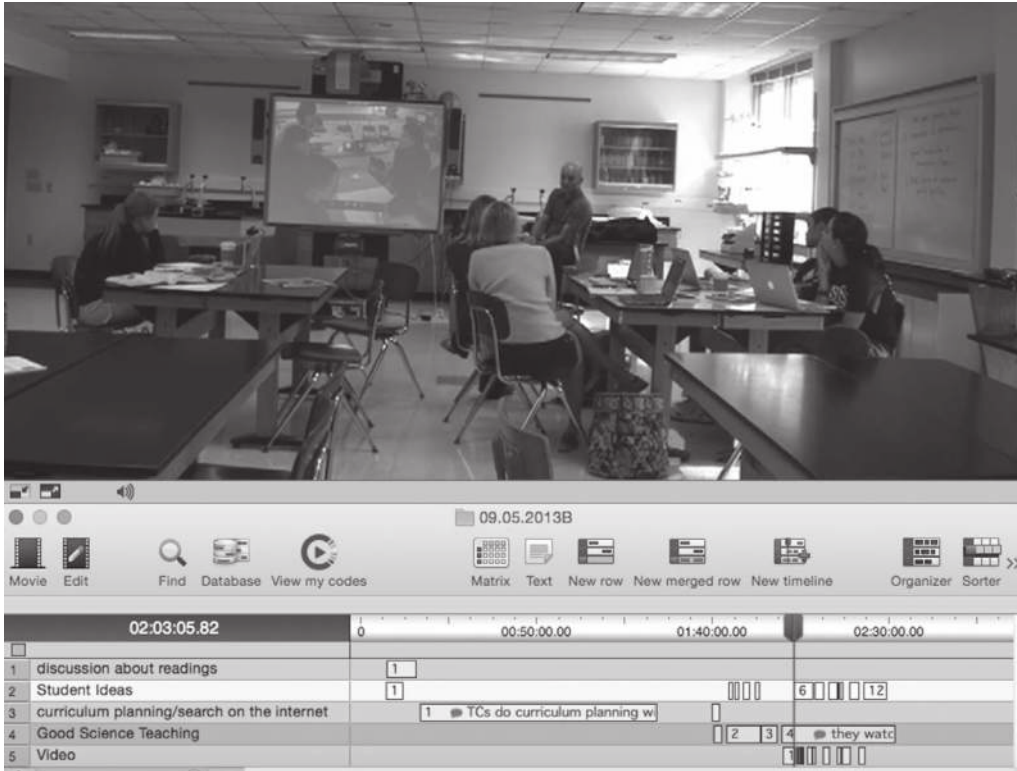 09.05.2013B
Movie Edit Find Database View my codes Matrix Text New row New merged row New timeline Organizer Sorter
02:03:05.82 0 00:50:00.00 01:40:00.00 02:30:00.00
1 discussion about readings 1
2 Student Ideas 1 6 12
3 curriculum planning/search on the internet 1 TCs do curriculum planning wi
4 Good Science Teaching 2 3 4 they watc
5 Video 1